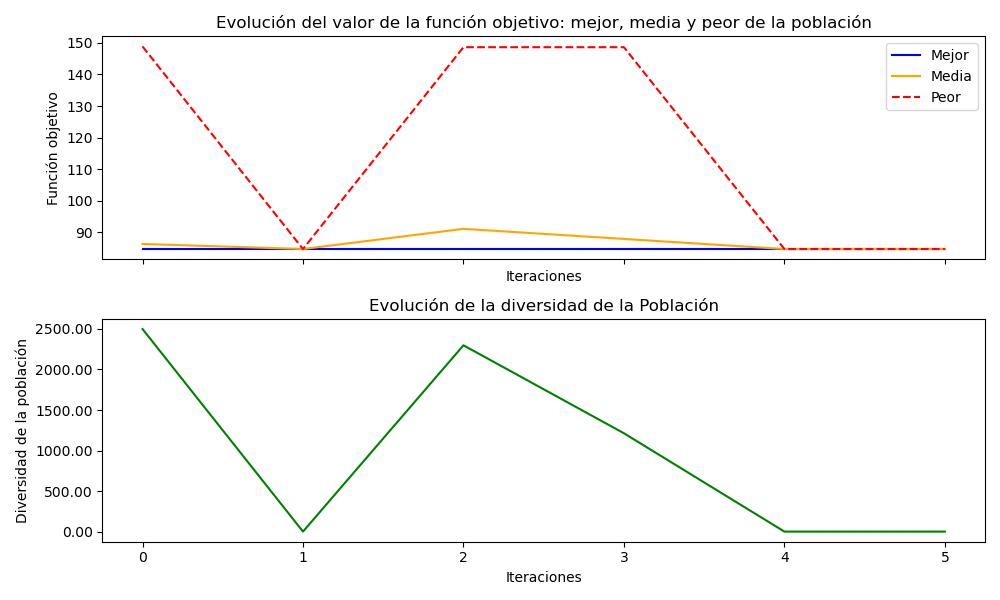 Evolución del valor de la función objetivo: mejor, media y peor de la población
150
140
130
120
110
100
90
Función objetivo
Mejor
Media
Peor
Iteraciones
Evolución de la diversidad de la Población
2500.00
2000.00
1500.00
1000.00
500.00
0.00
Diversidad de la población
0 1 2 3 4 5
Iteraciones